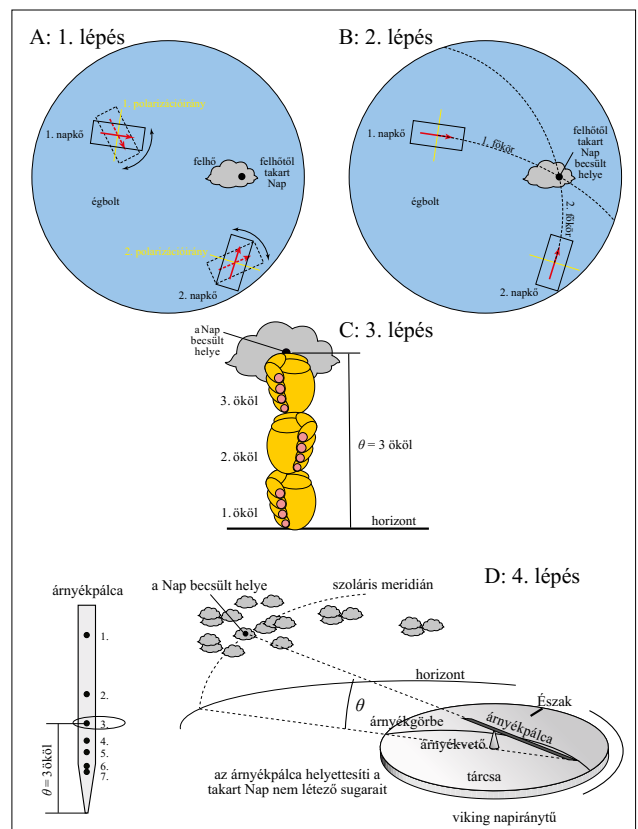 A: 1. lépés
1. polarizációirány
1. napkő
felhő
felhőtől
takart
Nap
égbolt
2. polarizációirány
2. napkő
B: 2. lépés
1. napkő
1. főkör
felhőtől
takart
Nap
becsült
helye
égbolt
2. főkör
2. napkő
C: 3. lépés
a Nap
becsült
helye
3. ököl
2. ököl
1. ököl
θ = 3 ököl
horizont
D: 4. lépés
árnyékpálca
1.
2.
3.
4.
5.
6.
7.
θ = 3 ököl
a Nap becsült helye
szoláris meridián
horizont
θ
Észak
árnyékpálca
árnyékgörbe
árnyékvető
tárcsa
az árnyékpálca helyettesíti a
takart Nap nem létező sugarait
viking napiránytű